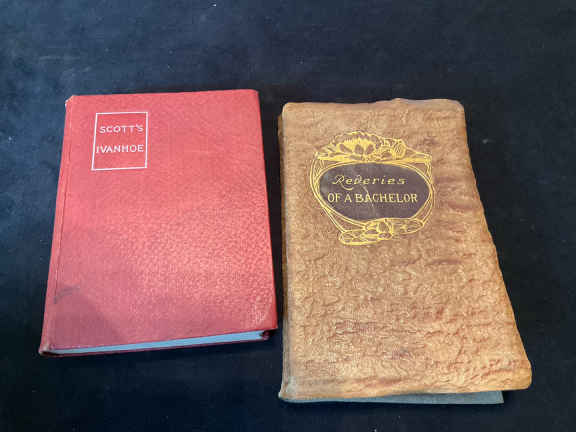 SCOTT'S
IVANHOE
Reveries
OF A BACHELOR